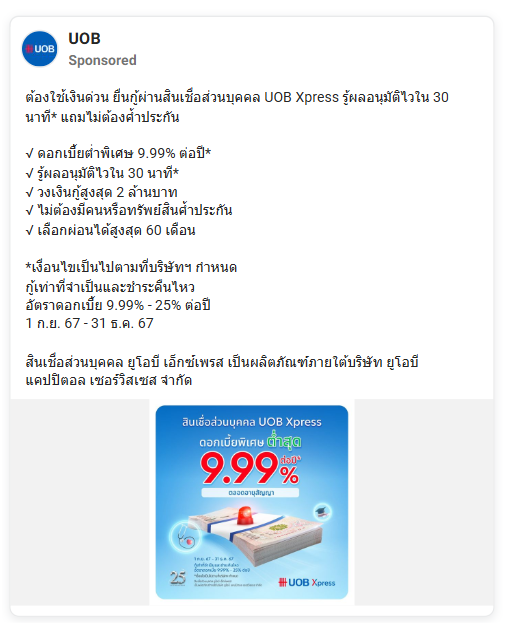 UOB
UOB
Sponsored
ต้องใช้เงินด่วน ยื่นกู้ผ่านสินเชื่อส่วนบุคคล UOB Xpress รู้ผลอนุมัติไวใน 30
นาที* แถมไม่ต้องค้ำประกัน
√ ดอกเบี้ยต่ำพิเศษ 9.99% ต่อปี*
√ รู้ผลอนุมัติไวใน 30 นาที*
√ วงเงินกู้สูงสุด 2 ล้านบาท
√ ไม่ต้องมีคนหรือทรัพย์สินค้ำประกัน
√ เลือกผ่อนได้สูงสุด 60 เดือน
*เงื่อนไขเป็นไปตามที่บริษัทฯ กำหนด
กู้เท่าที่จำเป็นและชำระคืนไหว
อัตราดอกเบี้ย 9.99% - 25% ต่อปี
1 ก.ย. 67 - 31 ธ.ค. 67
สินเชื่อส่วนบุคคล ยูโอบี เอ็กซ์เพรส เป็นผลิตภัณฑ์ภายใต้บริษัท ยูโอบี
แคปปิตอล เซอร์วิสเซส จำกัด
สินเชื่อส่วนบุคคล UOB Xpress
ดอกเบี้ยพิเศษ ต่ำสุด
9.99% ต่อปี*
ตลอดอายุสัญญา
1 ก.ย. 67 - 31 ธ.ค. 67
25
UOB Xpress